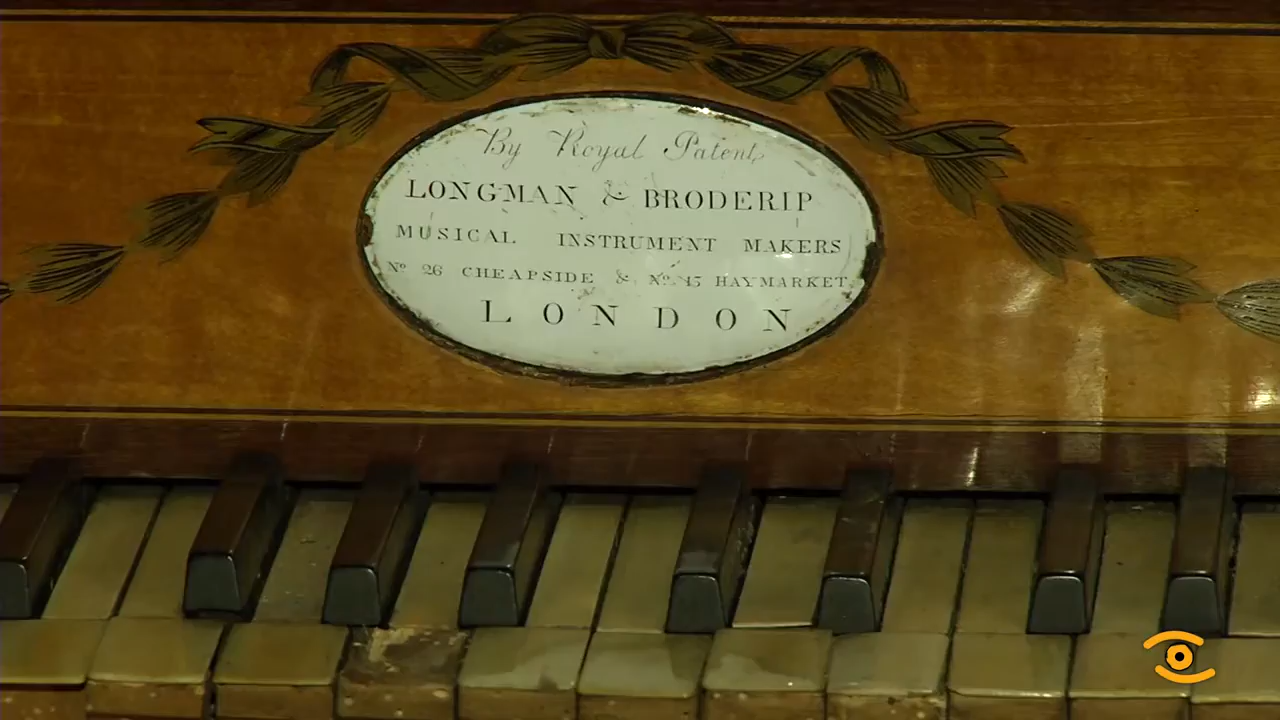 By Royal Patent
LONGMAN & BRODERIP
MUSICAL INSTRUMENT MAKERS
No. 26 CHEAPSIDE & No. 13 HAYMARKET
LONDON